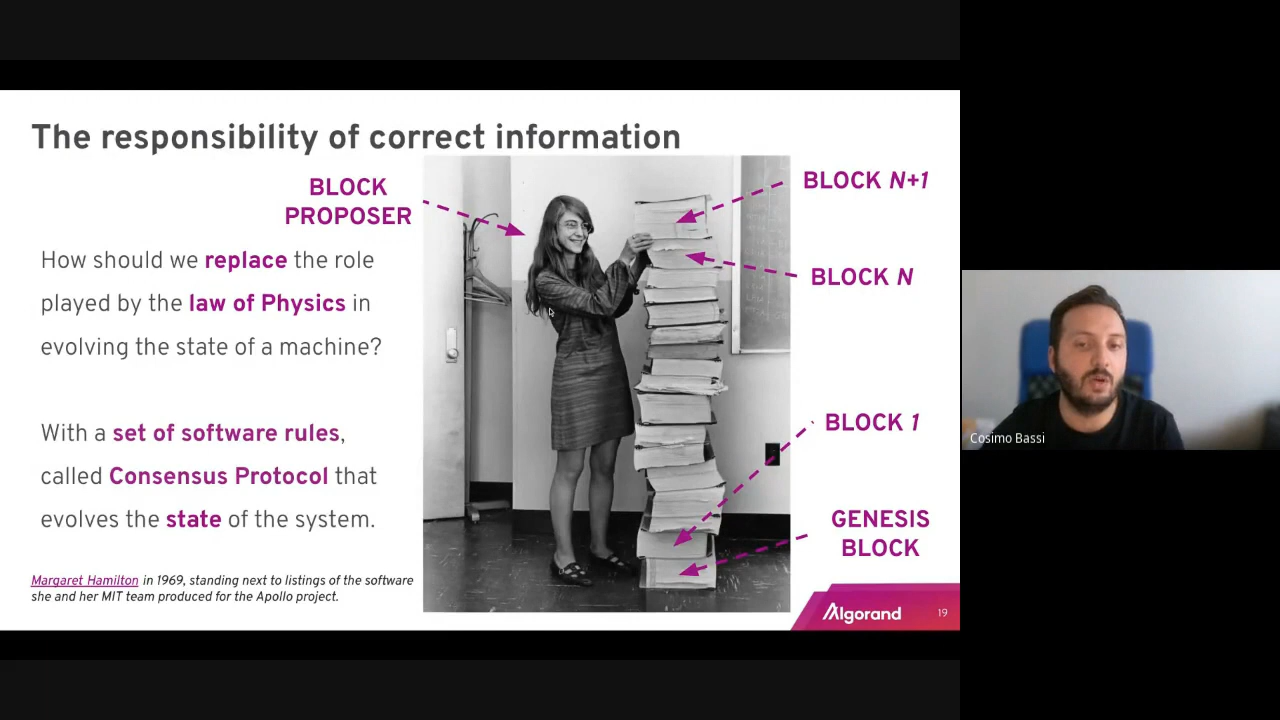 The responsibility of correct information
BLOCK
PROPOSER
BLOCK N+1
How should we replace the role
played by the law of Physics in
evolving the state of a machine?
BLOCK N
With a set of software rules,
called Consensus Protocol that
evolves the state of the system.
BLOCK 1
GENESIS
BLOCK
Margaret Hamilton in 1969, standing next to listings of the software
she and her MIT team produced for the Apollo project.
Algorand
19
Cosimo Bassi